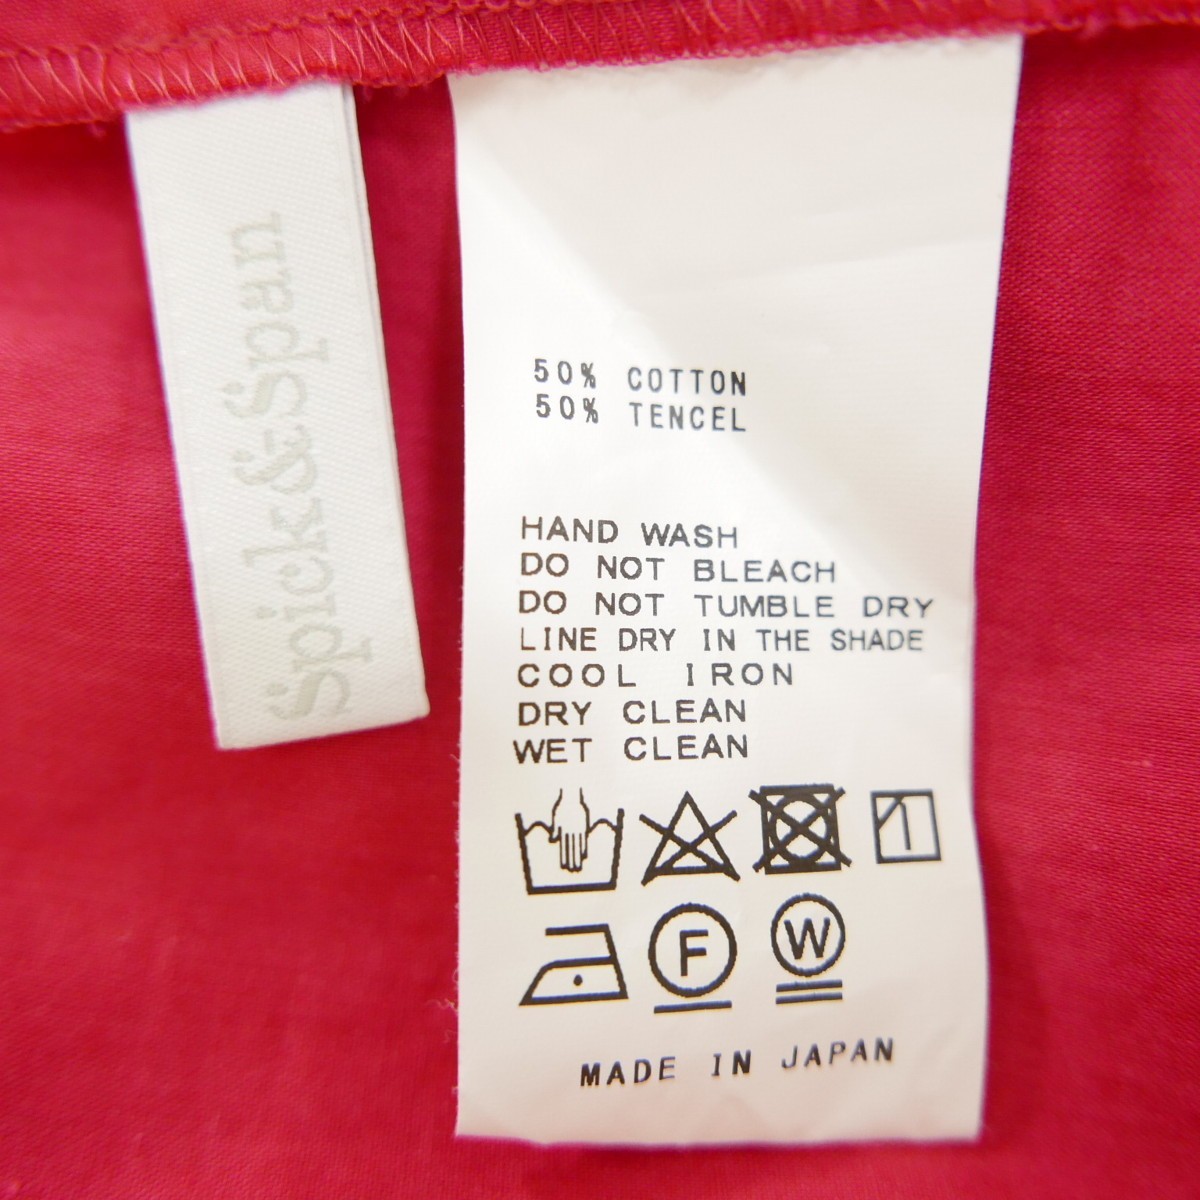 Spick&Span
50% COTTON
50% TENCEL
HAND WASH
DO NOT BLEACH
DO NOT TUMBLE DRY
LINE DRY IN THE SHADE
COOL IRON
DRY CLEAN
WET CLEAN
F W
MADE IN JAPAN